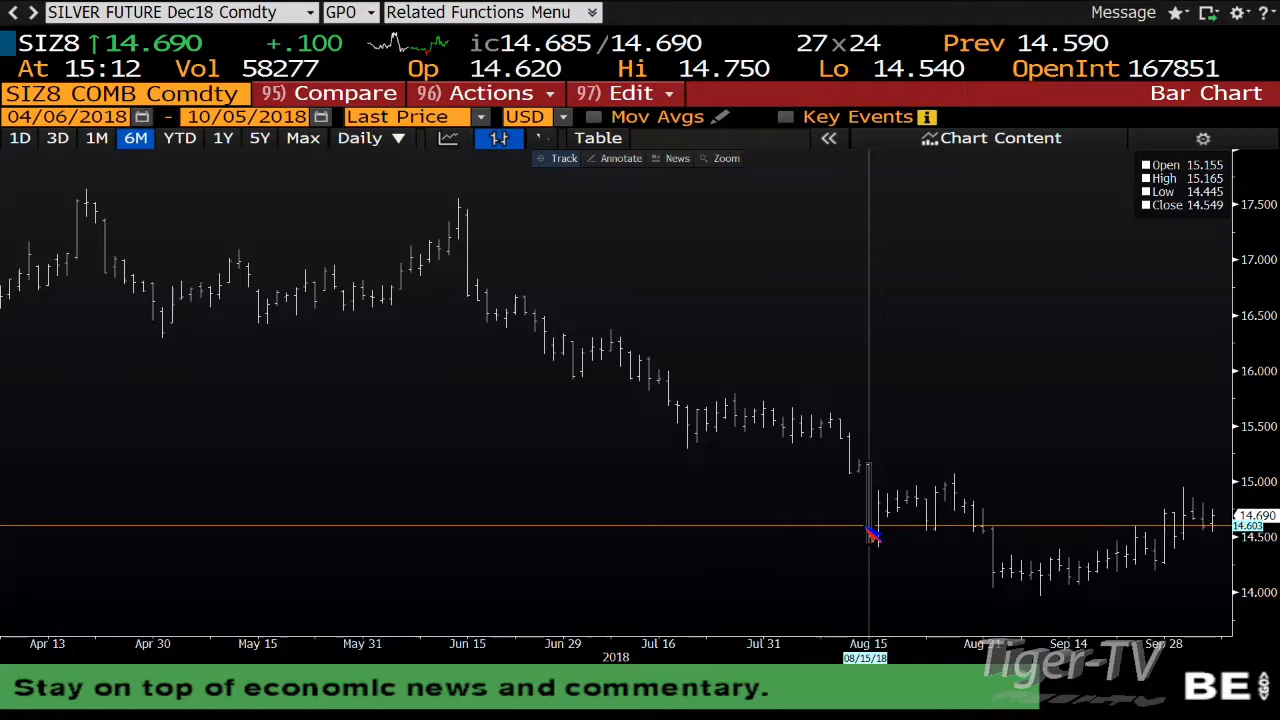 SILVER FUTURE Dec18 Comdty GPO Related Functions Menu Message ?
SIZ8 ↑14.690 +.100 ic14.685/14.690 27x24 Prev 14.590
At 15:12 Vol 58277 Op 14.620 Hi 14.750 Lo 14.540 OpenInt 167851
SIZ8 COMB Comdty 95) Compare 96) Actions 97) Edit Bar Chart
04/06/2018 - 10/05/2018 Last Price USD Mov Avgs Key Events i
1D 3D 1M 6M YTD 1Y 5Y Max Daily ▼ Table « Chart Content
Track Annotate News Zoom
Open 15.155
High 15.165
Low 14.445
Close 14.549
17.500
17.000
16.500
16.000
15.500
15.000
14.690
14.603
14.500
14.000
Apr 13 Apr 30 May 15 May 31 Jun 15 Jun 29 Jul 16 Jul 31 Aug 15 Aug 31 Sep 14 Sep 28
2018 08/15/18
Stay on top of economic news and commentary.
Tiger-TV
BE